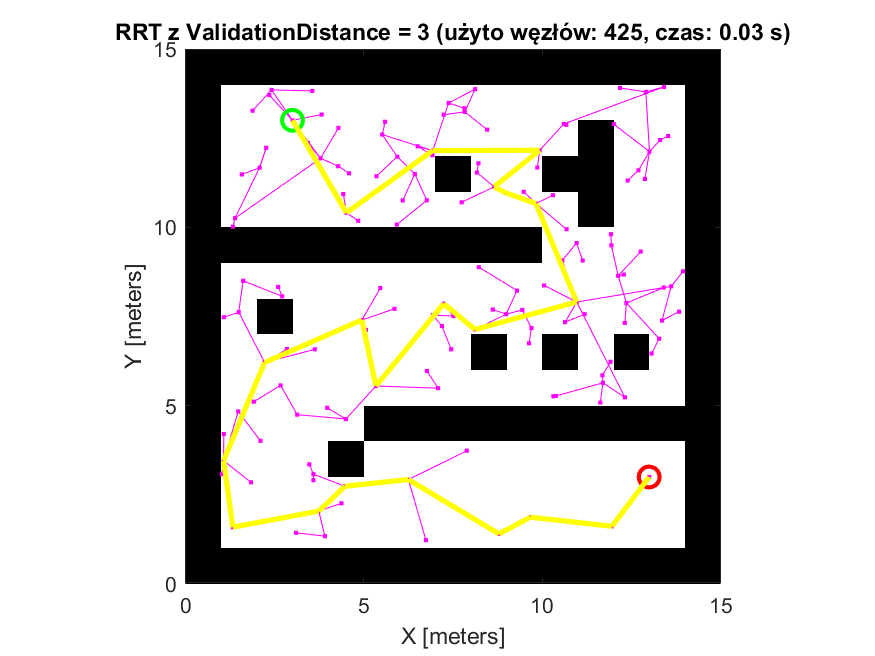 RRT z ValidationDistance = 3 (użyto węzłów: 425, czas: 0.03 s)
15
10
5
0
Y [meters]
0 5 10 15
X [meters]